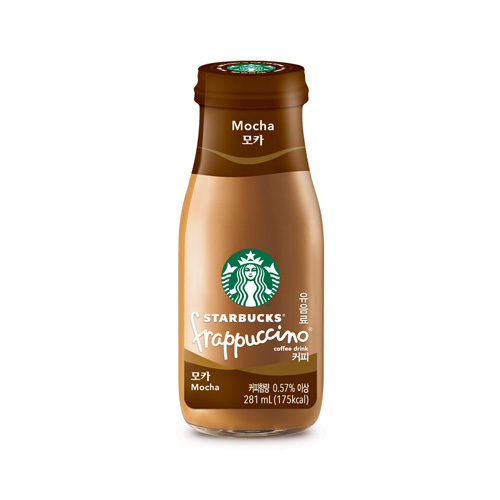 Mocha
모카
STARBUCKS®
frappuccino®
coffee drink
커피
유음료
모카
Mocha
커피함량 0.57% 이상
281 mL(175kcal)